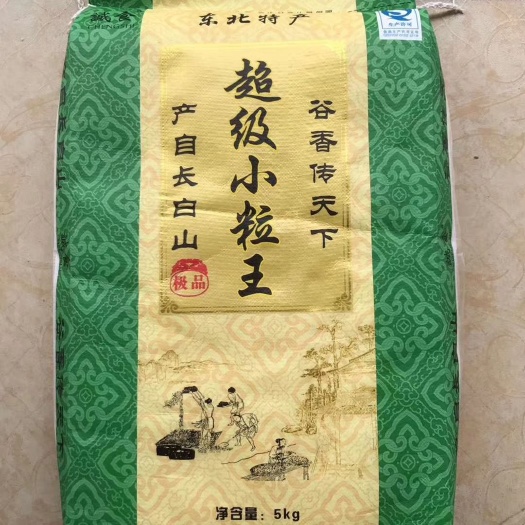 东北特产
超级小粒王
谷香传天下
产自长白山
极品
净含量：5kg